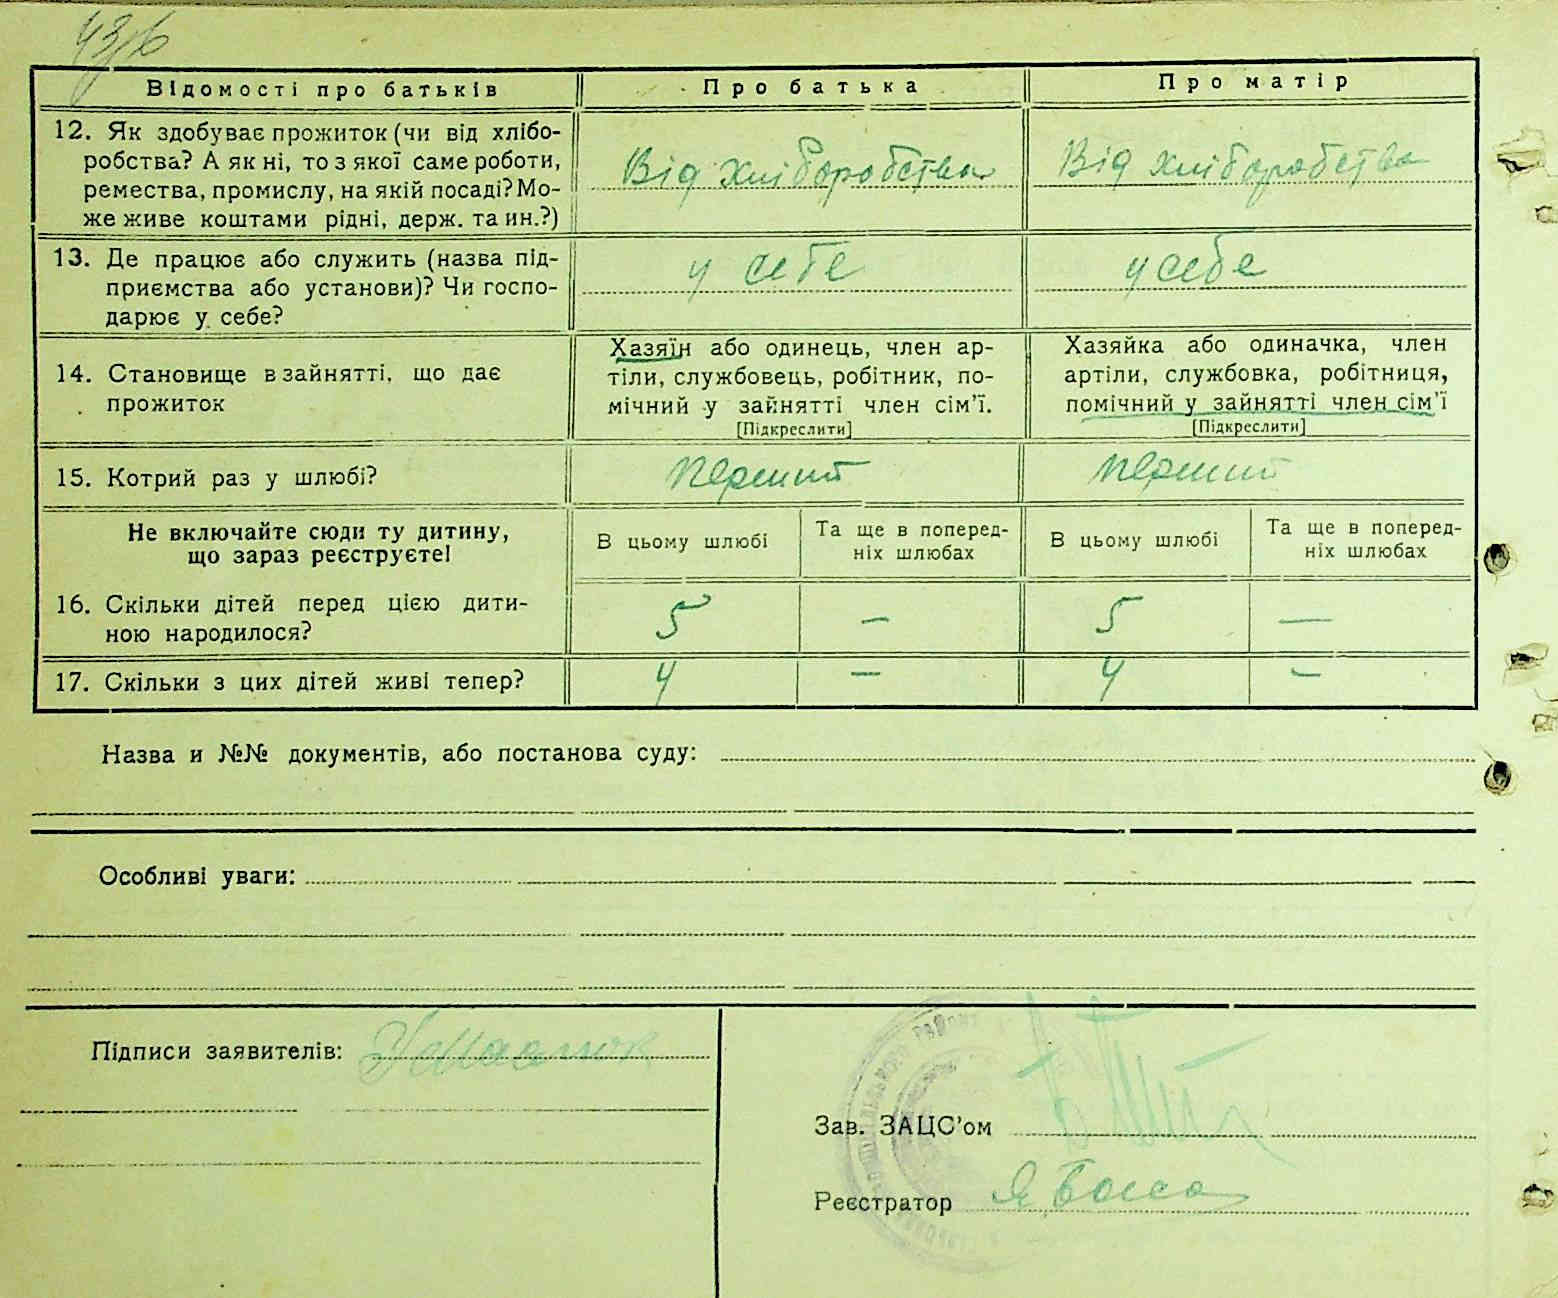 43/6
Відомості про батьків Про батька Про матір
12. Як здобуває прожиток (чи від хлібо-
робства? А як ні, то з якої саме роботи,
ремества, промислу, на якій посаді? Мо-
же живе коштами рідні, держ. та ин.?)
Від хліборобства Від хліборобства
13. Де працює або служить (назва під-
приємства або установи)? Чи госпо-
дарює у себе?
у себе у себе
14. Становище в зайнятті, що дає
прожиток
Хазяїн або одинець, член ар-
тілі, службовець, робітник, по-
мічний у зайнятті член сім'ї.
[Підкреслити]
Хазяйка або одиначка, член
артіли, службовка, робітниця,
помічний у зайнятті член сім'ї
[Підкреслити]
15. Котрий раз у шлюбі? перший перший
Не включайте сюди ту дитину,
що зараз реєструєте!
В цьому шлюбі
Та ще в поперед-
ніх шлюбах
В цьому шлюбі
Та ще в поперед-
ніх шлюбах
16. Скільки дітей перед цією дити-
ною народилося?
5 — 5 —
17. Скільки з цих дітей живі тепер? 4 — 4 —
Назва и №№ документів, або постанова суду:
Особливі уваги:
Підписи заявителів:
Зав. ЗАЦС'ом
Реєстратор